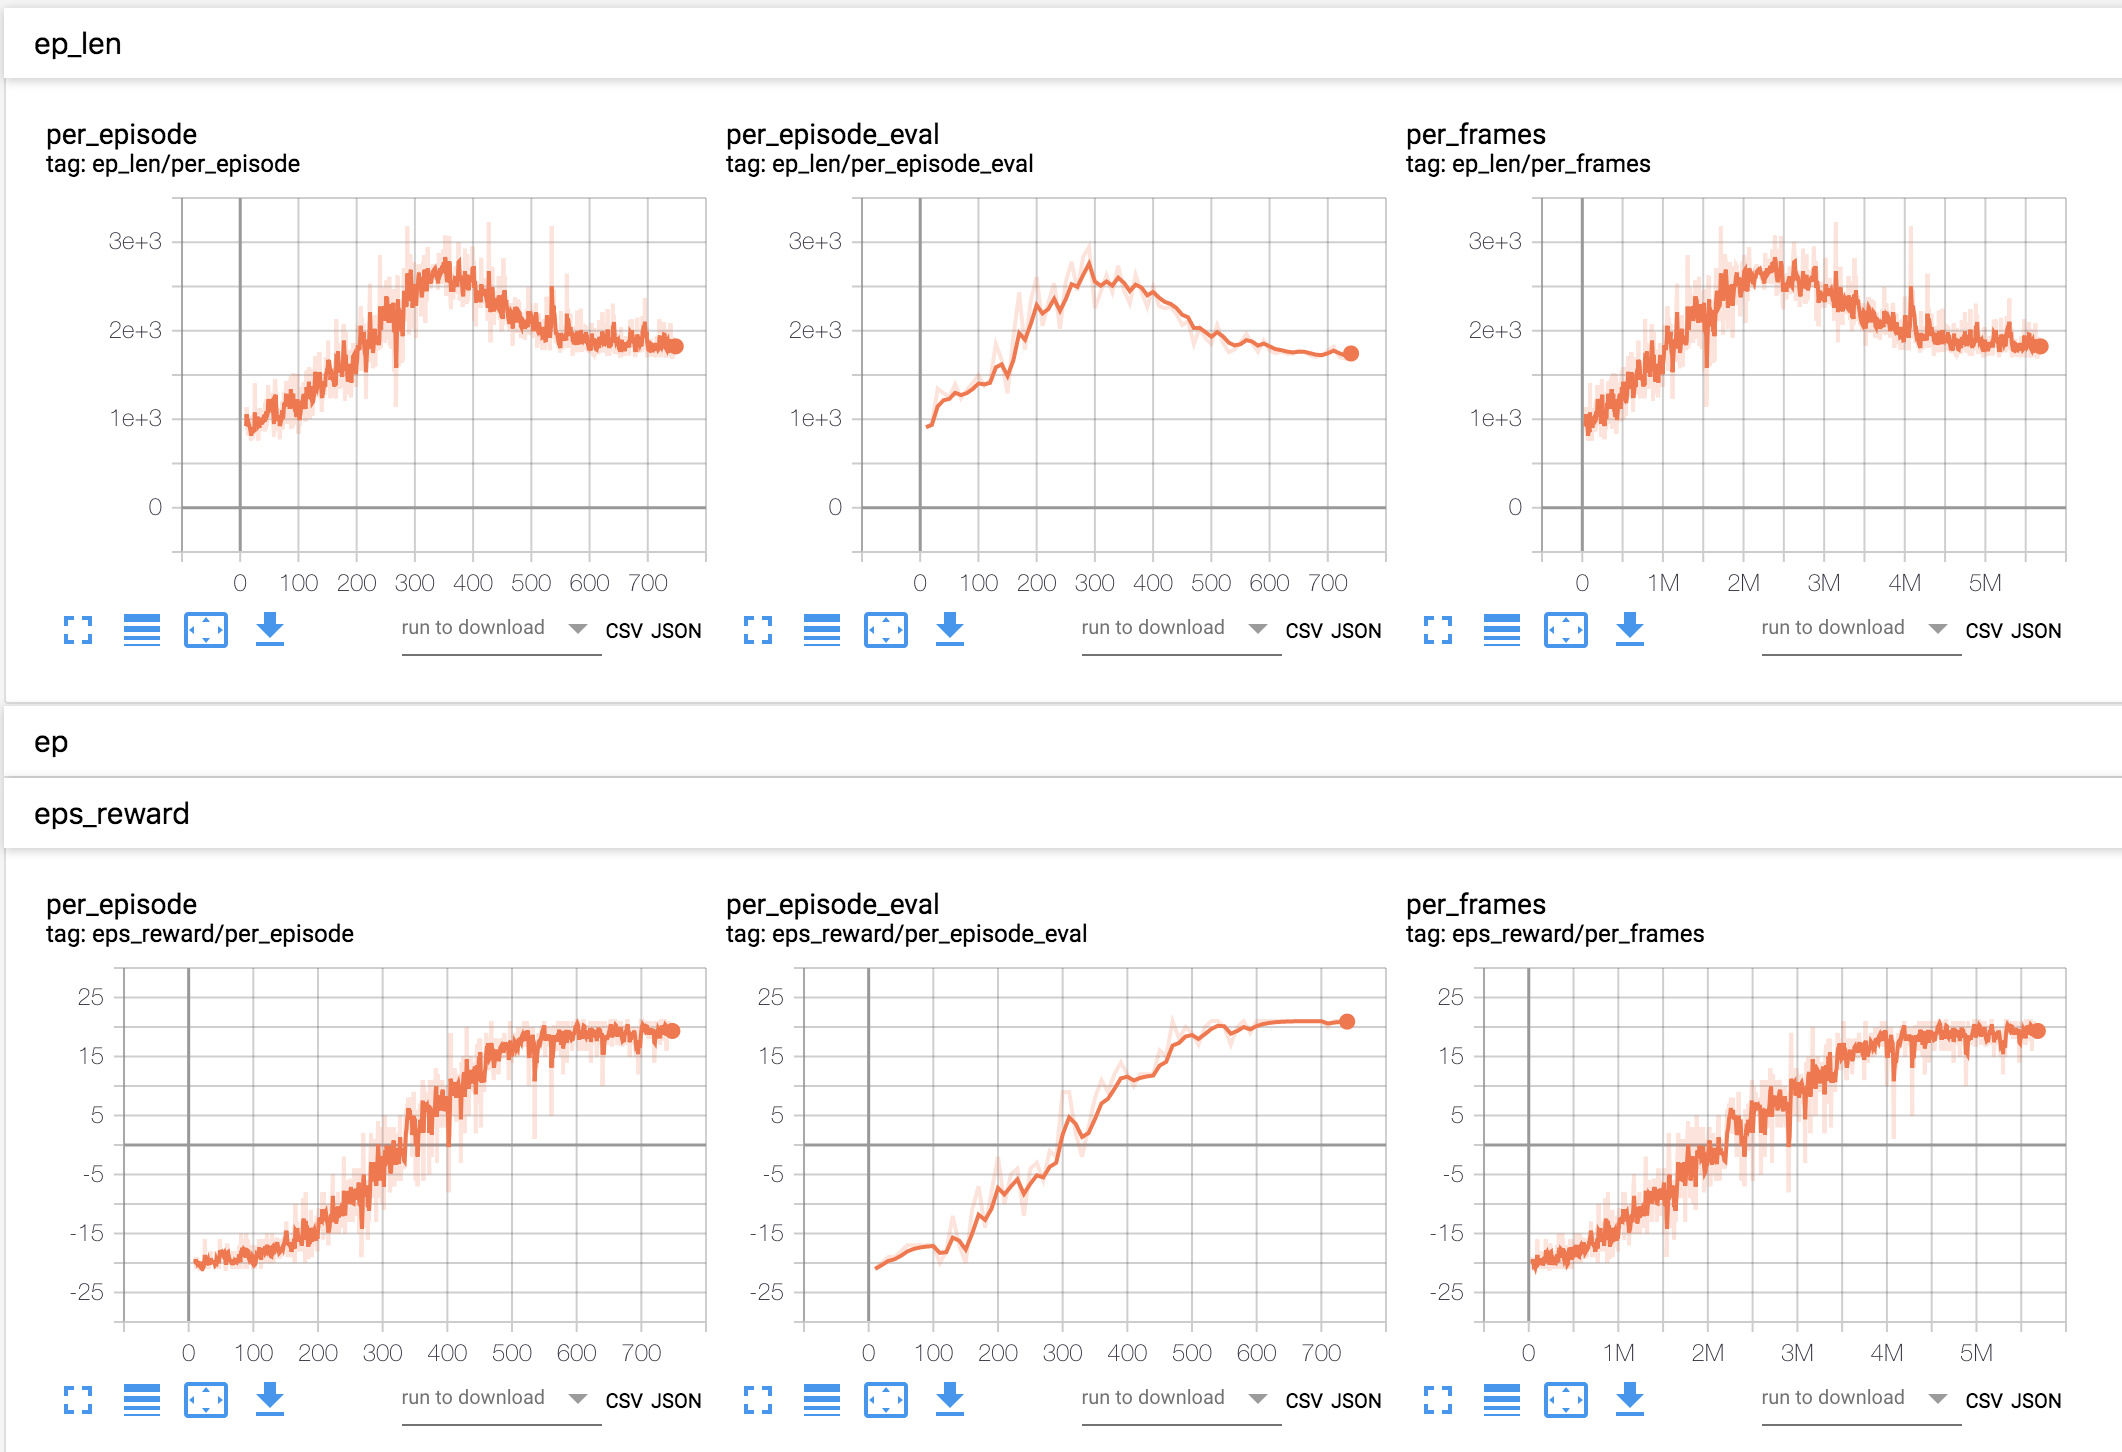 ep_len
per_episode
tag: ep_len/per_episode
3e+3
2e+3
1e+3
0
0 100 200 300 400 500 600 700
run to download CSV JSON
per_episode_eval
tag: ep_len/per_episode_eval
3e+3
2e+3
1e+3
0
0 100 200 300 400 500 600 700
run to download CSV JSON
per_frames
tag: ep_len/per_frames
3e+3
2e+3
1e+3
0
0 1M 2M 3M 4M 5M
run to download CSV JSON
ep
eps_reward
per_episode
tag: eps_reward/per_episode
25
15
5
-5
-15
-25
0 100 200 300 400 500 600 700
run to download CSV JSON
per_episode_eval
tag: eps_reward/per_episode_eval
25
15
5
-5
-15
-25
0 100 200 300 400 500 600 700
run to download CSV JSON
per_frames
tag: eps_reward/per_frames
25
15
5
-5
-15
-25
0 1M 2M 3M 4M 5M
run to download CSV JSON